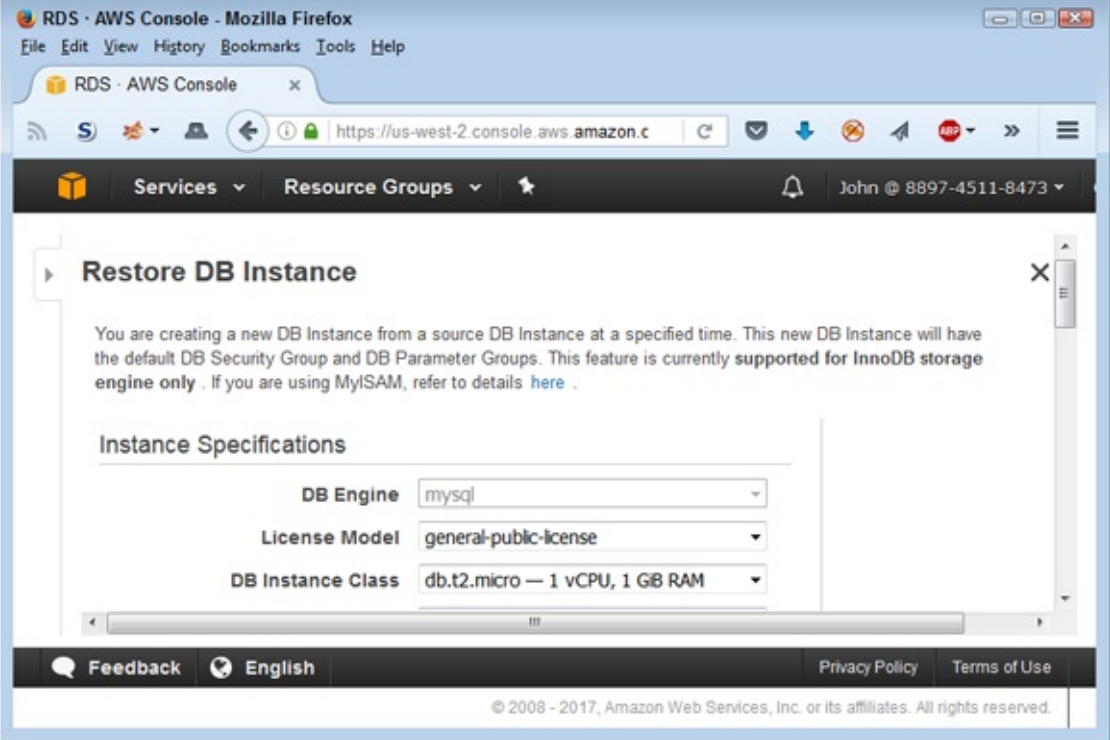 RDS · AWS Console - Mozilla Firefox
File Edit View History Bookmarks Tools Help
RDS · AWS Console
https://us-west-2.console.aws.amazon.c
ABP
Services Resource Groups John @ 8897-4511-8473
Restore DB Instance
You are creating a new DB Instance from a source DB Instance at a specified time. This new DB Instance will have
the default DB Security Group and DB Parameter Groups. This feature is currently supported for InnoDB storage
engine only . If you are using MyISAM, refer to details here .
Instance Specifications
DB Engine mysql
License Model general-public-license
DB Instance Class db.t2.micro — 1 vCPU, 1 GiB RAM
Feedback English Privacy Policy Terms of Use
© 2008 - 2017, Amazon Web Services, Inc. or its affiliates. All rights reserved.